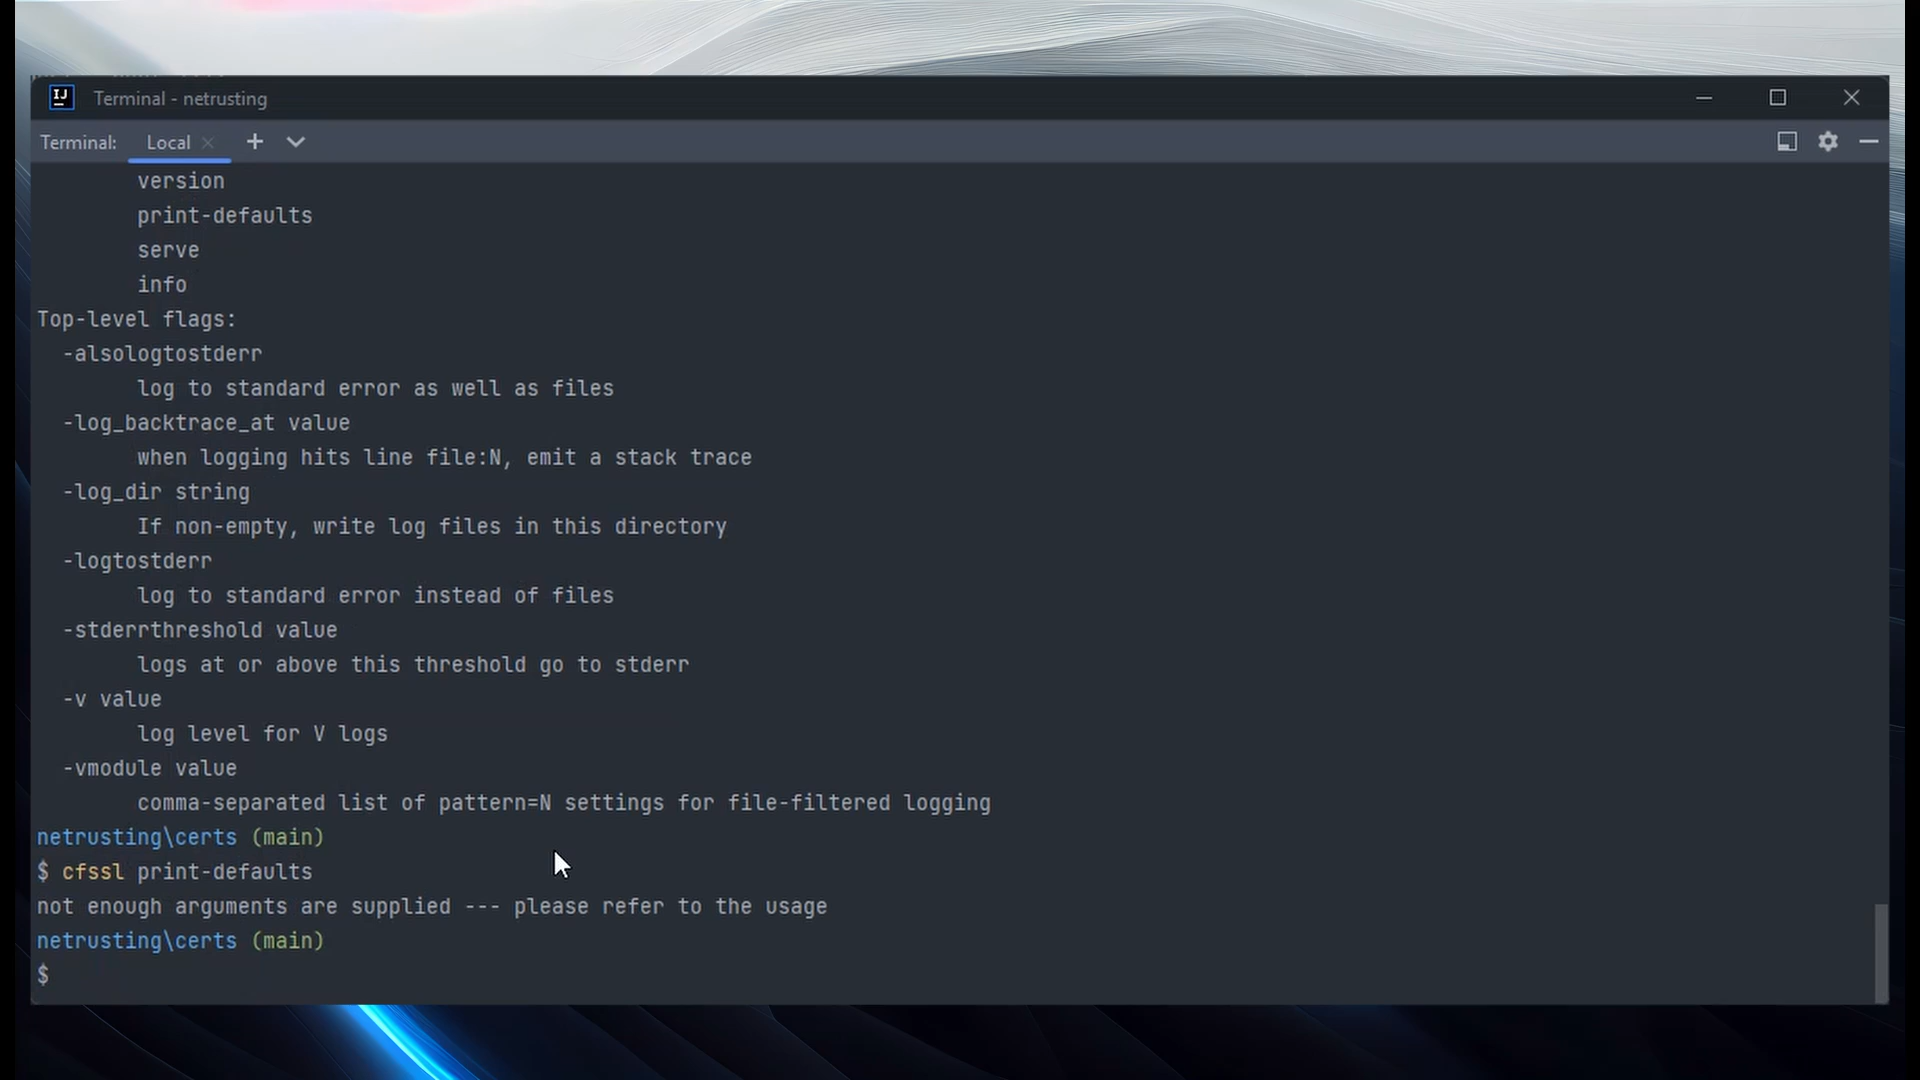 IJ
Terminal - netrusting
Terminal: Local
version
print-defaults
serve
info
Top-level flags:
-alsologtostderr
log to standard error as well as files
-log_backtrace_at value
when logging hits line file:N, emit a stack trace
-log_dir string
If non-empty, write log files in this directory
-logtostderr
log to standard error instead of files
-stderrthreshold value
logs at or above this threshold go to stderr
-v value
log level for V logs
-vmodule value
comma-separated list of pattern=N settings for file-filtered logging
netrusting\certs (main)
$ cfssl print-defaults
not enough arguments are supplied --- please refer to the usage
netrusting\certs (main)
$